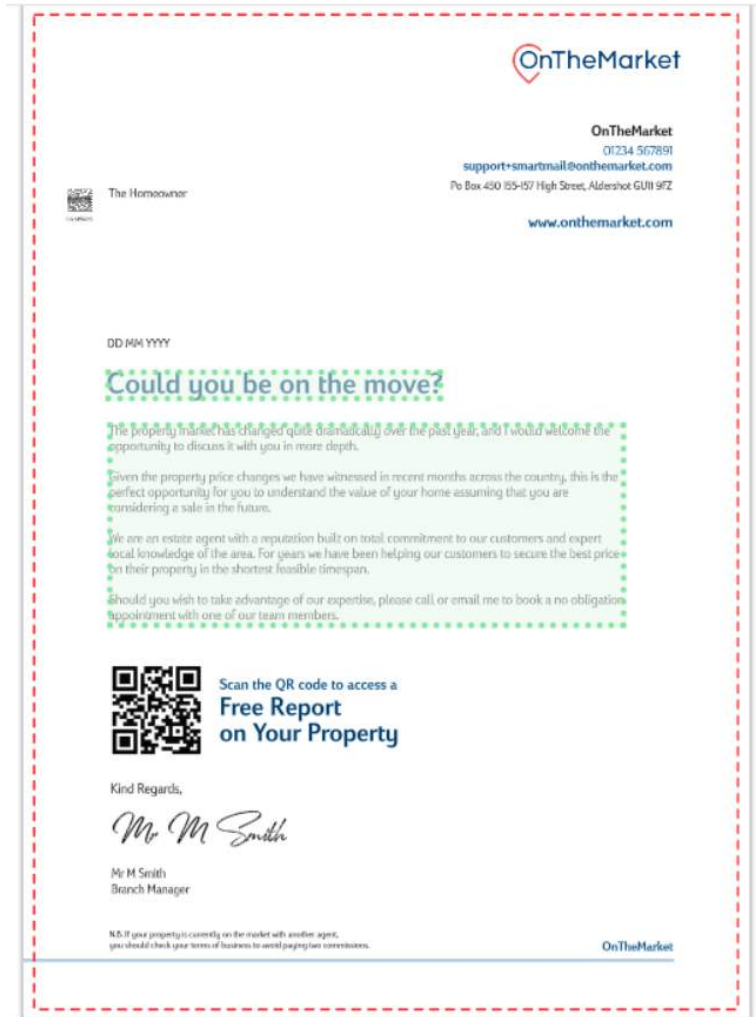 OnTheMarket
OnTheMarket
01234 567891
support+smartmail@onthemarket.com
Po Box 450 155-157 High Street, Aldershot GU11 9FZ
The Homeowner
www.onthemarket.com
DD MM YYYY
Could you be on the move?
The property market has changed quite dramatically over the past year, and I would welcome the
opportunity to discuss it with you in more depth.
Given the property price changes we have witnessed in recent months across the country, this is the
perfect opportunity for you to understand the value of your home assuming that you are
considering a sale in the future.
We are an estate agent with a reputation built on total commitment to our customers and expert
local knowledge of the area. For years we have been helping our customers to secure the best price
on their property in the shortest feasible timespan.
Should you wish to take advantage of our expertise, please call or email me to book a no obligation
appointment with one of our team members.
Scan the QR code to access a
Free Report
on Your Property
Kind Regards,
Mr M Smith
Mr M Smith
Branch Manager
N.B. If your property is currently on the market with another agent,
you should check your terms of business to avoid paying two commissions.
OnTheMarket